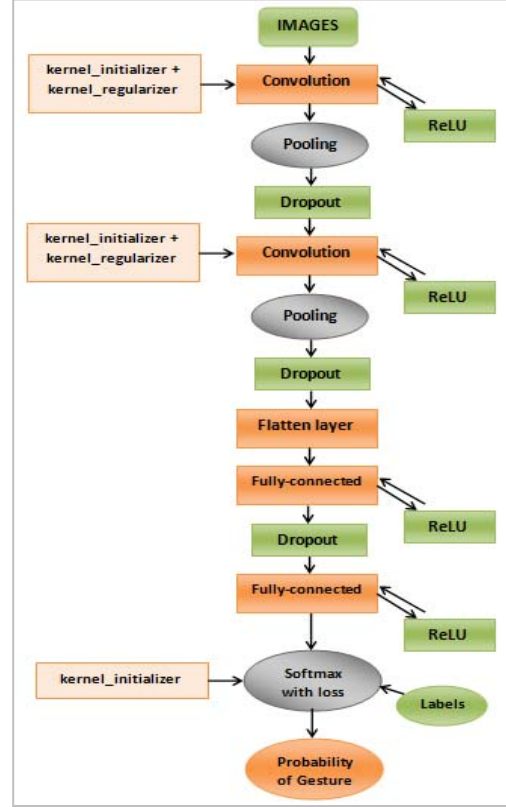 IMAGES
kernel_initializer +
kernel_regularizer
Convolution
ReLU
Pooling
Dropout
kernel_initializer +
kernel_regularizer
Convolution
ReLU
Pooling
Dropout
Flatten layer
Fully-connected
ReLU
Dropout
Fully-connected
ReLU
kernel_initializer
Softmax
with loss
Labels
Probability
of Gesture